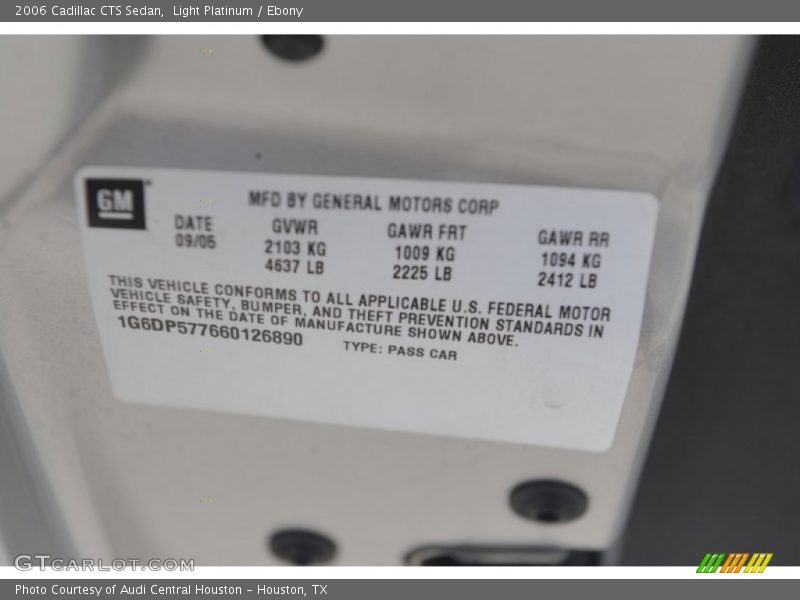 2006 Cadillac CTS Sedan,  Light Platinum / Ebony
GM
MFD BY GENERAL MOTORS CORP
DATE GVWR GAWR FRT GAWR RR
09/05 2103 KG 1009 KG 1094 KG
4637 LB 2225 LB 2412 LB
THIS VEHICLE CONFORMS TO ALL APPLICABLE U.S. FEDERAL MOTOR
VEHICLE SAFETY, BUMPER, AND THEFT PREVENTION STANDARDS IN
EFFECT ON THE DATE OF MANUFACTURE SHOWN ABOVE.
1G6DP577660126890 TYPE: PASS CAR
GTCARLOT.COM
Photo Courtesy of Audi Central Houston - Houston, TX